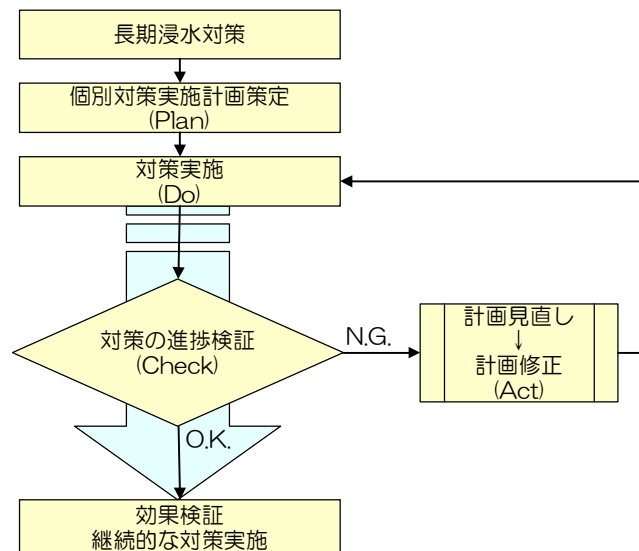 長期浸水対策
個別対策実施計画策定
(Plan)
対策実施
(Do)
対策の進捗検証
(Check)
N.G.
計画見直し
↓
計画修正
(Act)
O.K.
効果検証
継続的な対策実施